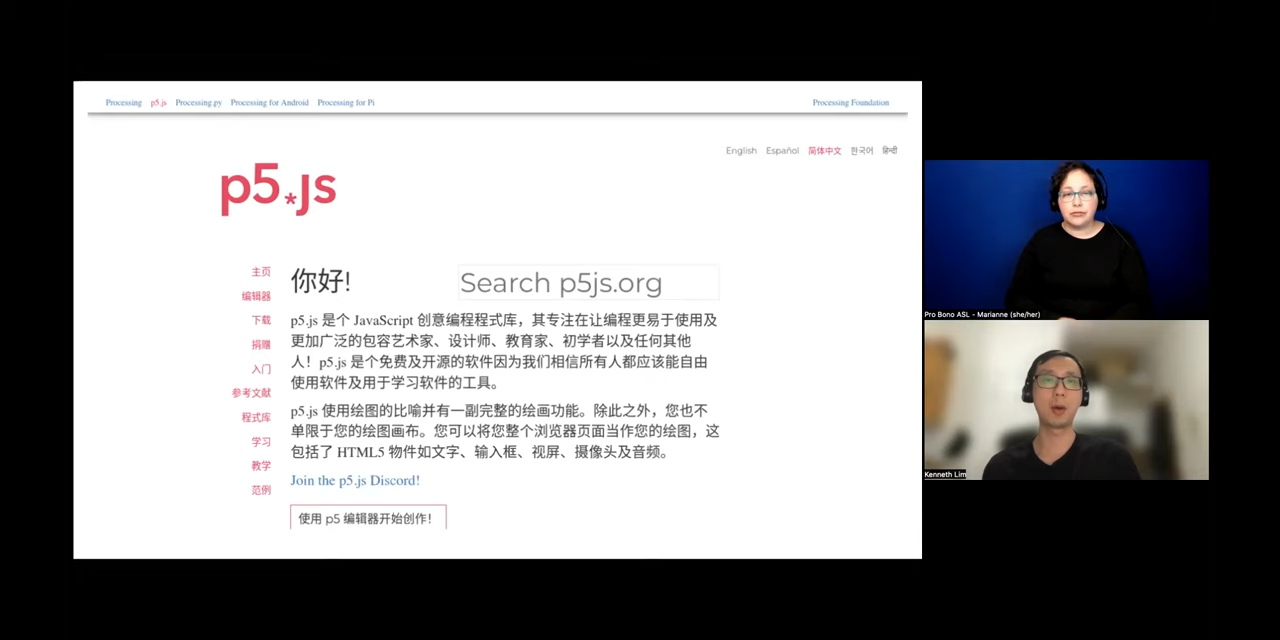 Processing p5.js Processing.py Processing for Android Processing for Pi Processing Foundation
English Español 简体中文 한국어 हिन्दी
p5.js
主页
编辑器
下载
捐赠
入门
参考文献
程式库
学习
教学
范例
你好!
Search p5js.org
p5.js 是个 JavaScript 创意编程程式库，其专注在让编程更易于使用及
更加广泛的包容艺术家、设计师、教育家、初学者以及任何其他
人！p5.js 是个免费及开源的软件因为我们相信所有人都应该能自由
使用软件及用于学习软件的工具。
p5.js 使用绘图的比喻并有一副完整的绘画功能。除此之外，您也不
单限于您的绘图画布。您可以将您整个浏览器页面当作您的绘图，这
包括了 HTML5 物件如文字、输入框、视屏、摄像头及音频。
Join the p5.js Discord!
使用 p5 编辑器开始创作!
Pro Bono ASL - Marianne (she/her)
Kenneth Lim